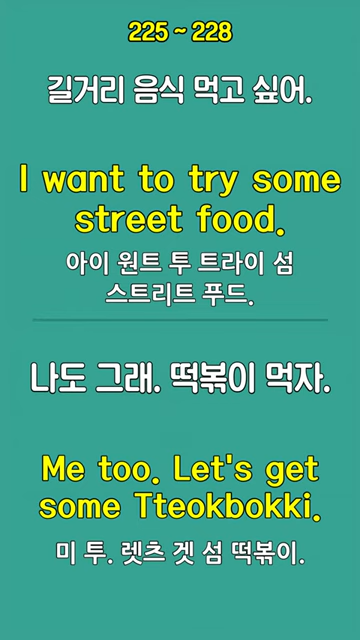 225 ~ 228
길거리 음식 먹고 싶어.
I want to try some
street food.
아이 원트 투 트라이 섬
스트리트 푸드.
나도 그래. 떡볶이 먹자.
Me too. Let's get
some Tteokbokki.
미 투. 렛츠 겟 섬 떡볶이.